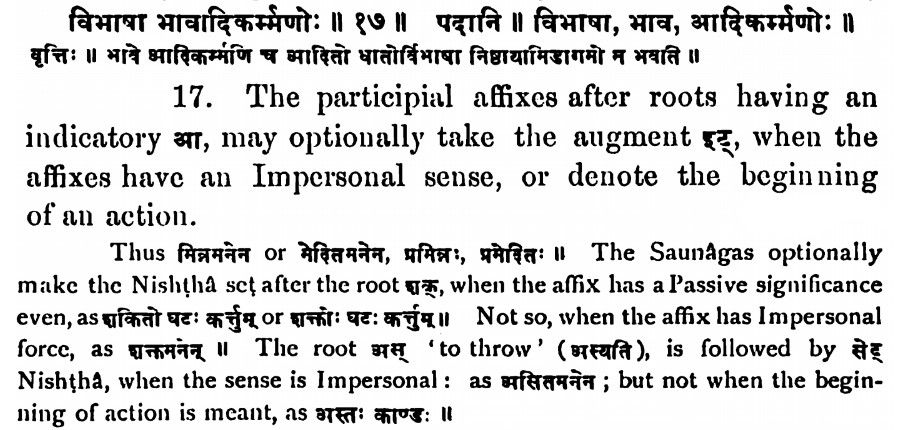 विभाषा भावादिकर्म्मणोः ॥ १७ ॥ पदानि ॥ विभाषा, भाव, आदिकर्म्मणोः ॥
वृत्तिः ॥ भावे आदिकर्म्मणि च आदितो धातोर्विभाषा निष्ठायामिडागमो न भवति ॥
17. The participial affixes after roots having an
indicatory आ, may optionally take the augment इट्, when the
affixes have an Impersonal sense, or denote the beginning
of an action.
Thus मिन्नमनेन or मेदितमनेन, प्रमिन्नः, प्रमेदितः ॥ The Saunâgas optionally
make the Nishṭhâ seṭ after the root शक्, when the affix has a Passive significance
even, as शकितो घटः कर्त्तुम् or शक्तोः घटः कर्त्तुम् ॥ Not so, when the affix has Impersonal
force, as शक्तमनेन् ॥ The root अस् 'to throw' (अस्यति), is followed by सेट्
Nishṭhâ, when the sense is Impersonal: as असितमनेन; but not when the begin-
ning of action is meant, as अस्तः काण्डः ॥